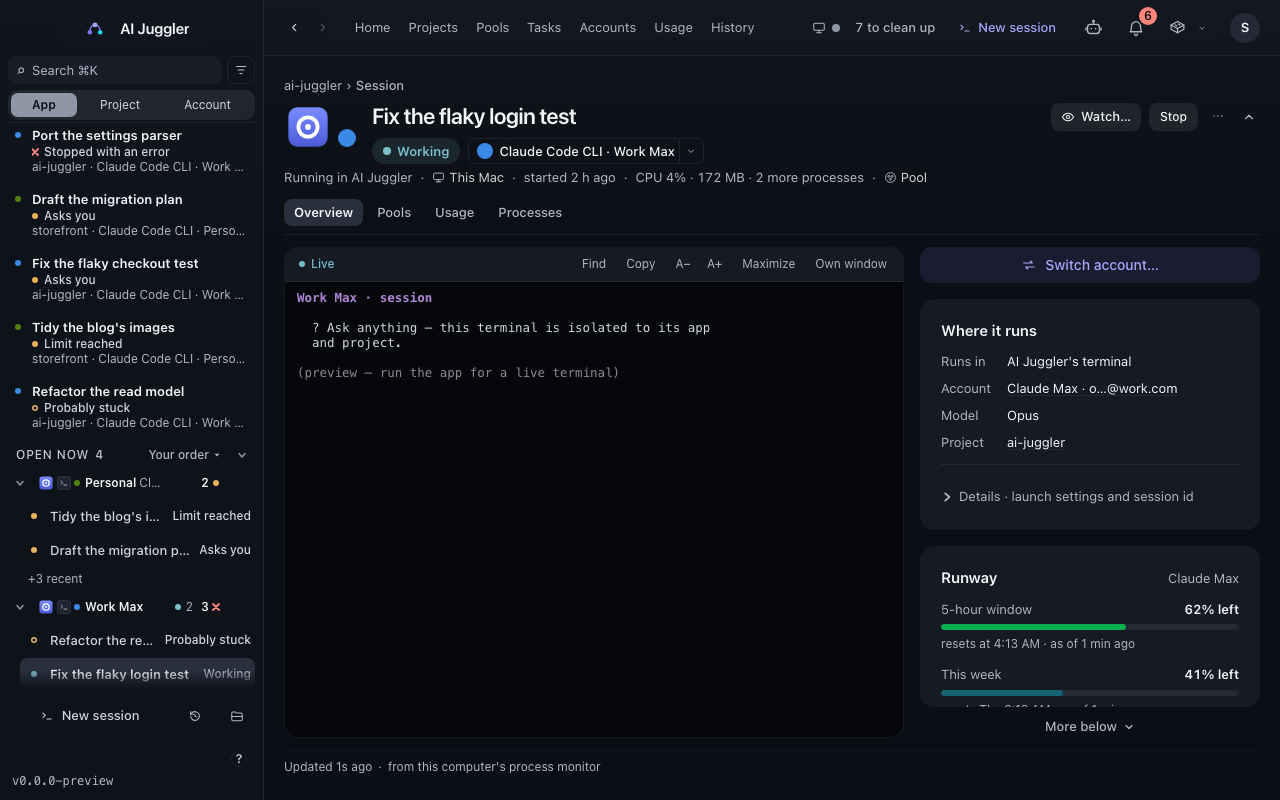 AI Juggler
Search ⌘K
App Project Account
Port the settings parser
Stopped with an error
ai-juggler · Claude Code CLI · Work ...
Draft the migration plan
Asks you
storefront · Claude Code CLI · Perso...
Fix the flaky checkout test
Asks you
ai-juggler · Claude Code CLI · Work ...
Tidy the blog's images
Limit reached
storefront · Claude Code CLI · Perso...
Refactor the read model
Probably stuck
ai-juggler · Claude Code CLI · Work ...
OPEN NOW 4 Your order
Personal Cl... 2
Tidy the blog's i... Limit reached
Draft the migration p... Asks you
+3 recent
Work Max 2 3
Refactor the re... Probably stuck
Fix the flaky login test Working
New session
?
v0.0.0-preview
Home Projects Pools Tasks Accounts Usage History
7 to clean up
New session
6
S
ai-juggler › Session
Fix the flaky login test
Watch... Stop ...
Working
Claude Code CLI · Work Max
Running in AI Juggler · This Mac · started 2 h ago · CPU 4% · 172 MB · 2 more processes · Pool
Overview Pools Usage Processes
Live
Find Copy A− A+ Maximize Own window
Work Max · session
? Ask anything — this terminal is isolated to its app
and project.
(preview — run the app for a live terminal)
Switch account...
Where it runs
Runs in AI Juggler's terminal
Account Claude Max · o...@work.com
Model Opus
Project ai-juggler
Details · launch settings and session id
Runway Claude Max
5-hour window 62% left
resets at 4:13 AM · as of 1 min ago
This week 41% left
More below
Updated 1s ago · from this computer's process monitor